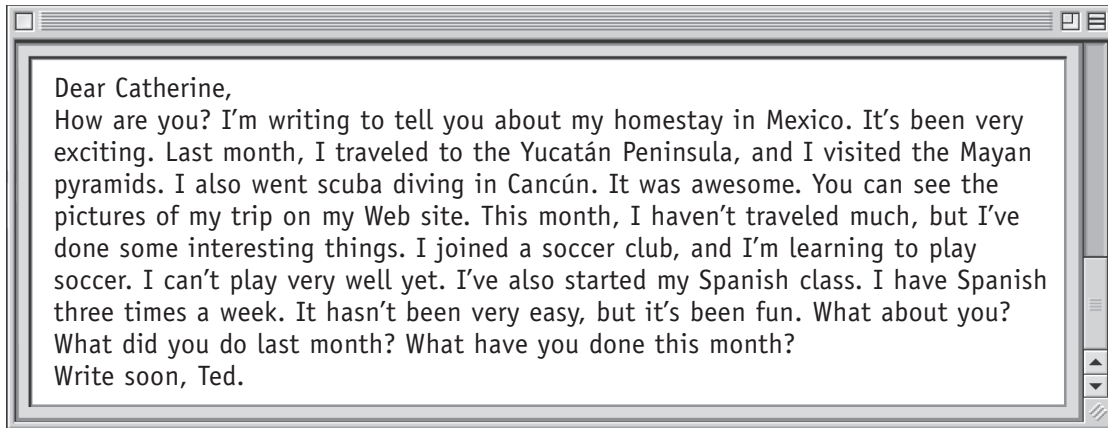 Dear Catherine,
How are you? I’m writing to tell you about my homestay in Mexico. It’s been very
exciting. Last month, I traveled to the Yucatán Peninsula, and I visited the Mayan
pyramids. I also went scuba diving in Cancún. It was awesome. You can see the
pictures of my trip on my Web site. This month, I haven’t traveled much, but I’ve
done some interesting things. I joined a soccer club, and I’m learning to play
soccer. I can’t play very well yet. I’ve also started my Spanish class. I have Spanish
three times a week. It hasn’t been very easy, but it’s been fun. What about you?
What did you do last month? What have you done this month?
Write soon, Ted.